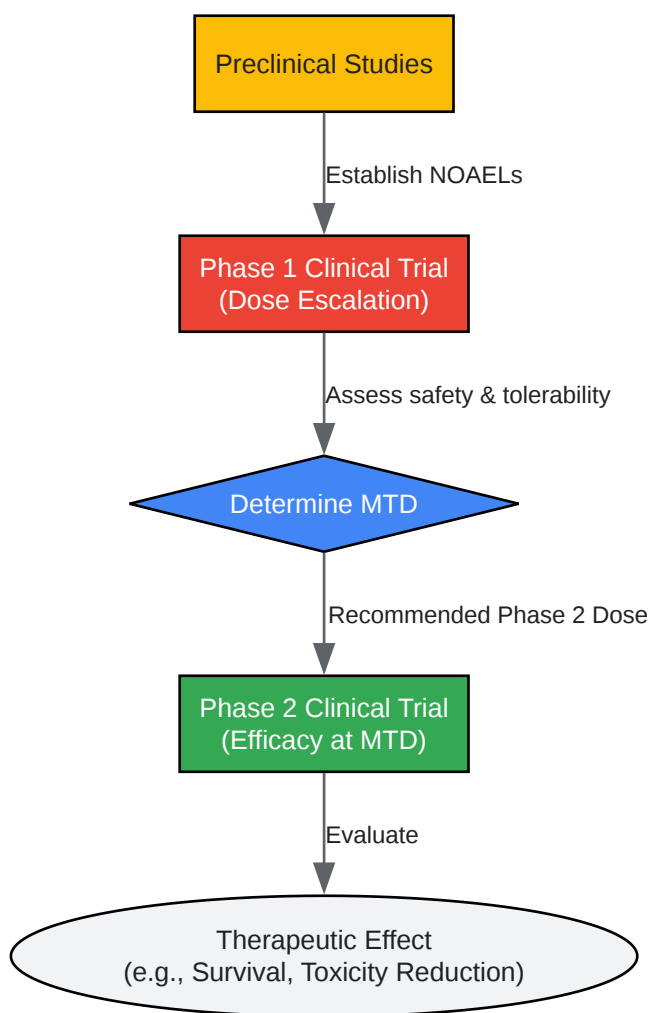 Preclinical Studies
Establish NOAELs
Phase 1 Clinical Trial
(Dose Escalation)
Assess safety & tolerability
Determine MTD
Recommended Phase 2 Dose
Phase 2 Clinical Trial
(Efficacy at MTD)
Evaluate
Therapeutic Effect
(e.g., Survival, Toxicity Reduction)